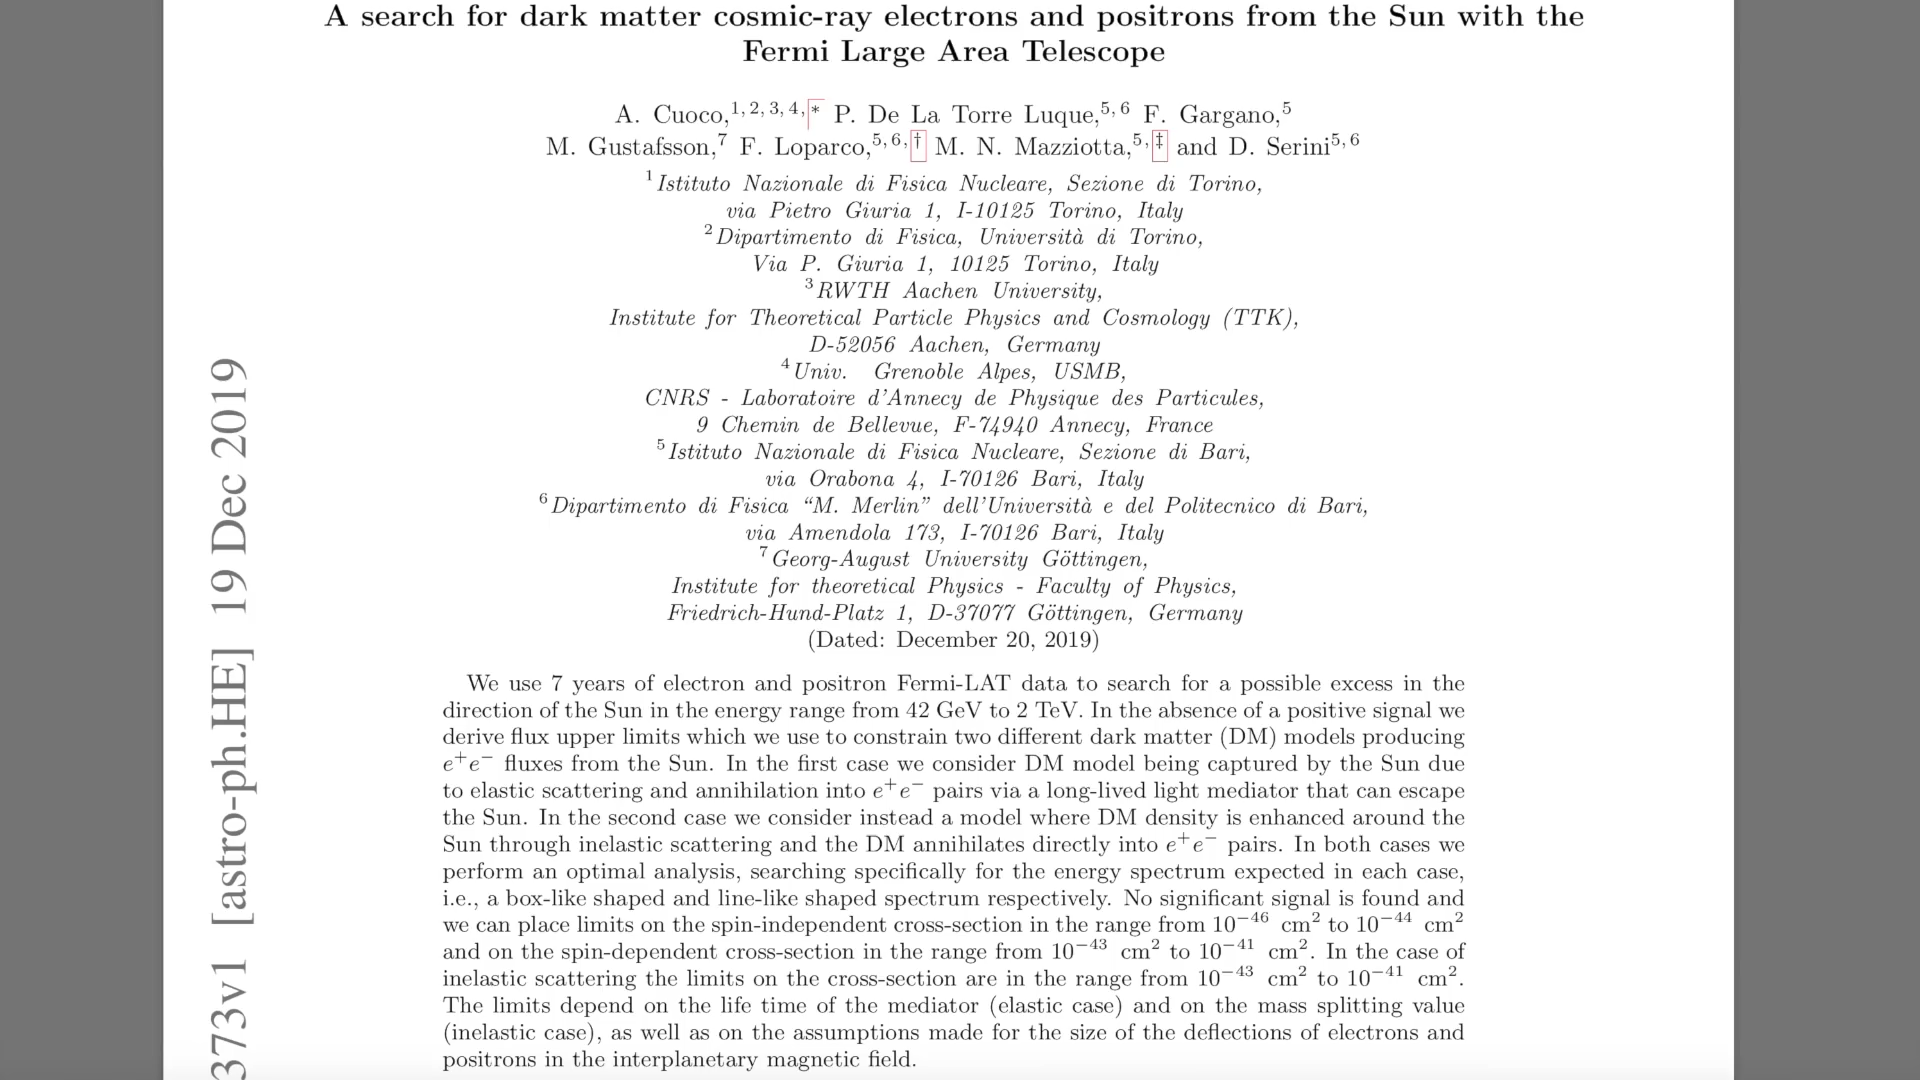 A search for dark matter cosmic-ray electrons and positrons from the Sun with the
Fermi Large Area Telescope
A. Cuoco,1, 2, 3, 4, * P. De La Torre Luque,5, 6 F. Gargano,5
M. Gustafsson,7 F. Loparco,5, 6, † M. N. Mazziotta,5, ‡ and D. Serini5, 6
1Istituto Nazionale di Fisica Nucleare, Sezione di Torino,
via Pietro Giuria 1, I-10125 Torino, Italy
2Dipartimento di Fisica, Università di Torino,
Via P. Giuria 1, 10125 Torino, Italy
3RWTH Aachen University,
Institute for Theoretical Particle Physics and Cosmology (TTK),
D-52056 Aachen, Germany
4Univ. Grenoble Alpes, USMB,
CNRS - Laboratoire d'Annecy de Physique des Particules,
9 Chemin de Bellevue, F-74940 Annecy, France
5Istituto Nazionale di Fisica Nucleare, Sezione di Bari,
via Orabona 4, I-70126 Bari, Italy
6Dipartimento di Fisica “M. Merlin” dell'Università e del Politecnico di Bari,
via Amendola 173, I-70126 Bari, Italy
7Georg-August University Göttingen,
Institute for theoretical Physics - Faculty of Physics,
Friedrich-Hund-Platz 1, D-37077 Göttingen, Germany
(Dated: December 20, 2019)
We use 7 years of electron and positron Fermi-LAT data to search for a possible excess in the
direction of the Sun in the energy range from 42 GeV to 2 TeV. In the absence of a positive signal we
derive flux upper limits which we use to constrain two different dark matter (DM) models producing
e+e− fluxes from the Sun. In the first case we consider DM model being captured by the Sun due
to elastic scattering and annihilation into e+e− pairs via a long-lived light mediator that can escape
the Sun. In the second case we consider instead a model where DM density is enhanced around the
Sun through inelastic scattering and the DM annihilates directly into e+e− pairs. In both cases we
perform an optimal analysis, searching specifically for the energy spectrum expected in each case,
i.e., a box-like shaped and line-like shaped spectrum respectively. No significant signal is found and
we can place limits on the spin-independent cross-section in the range from 10−46 cm2 to 10−44 cm2
and on the spin-dependent cross-section in the range from 10−43 cm2 to 10−41 cm2. In the case of
inelastic scattering the limits on the cross-section are in the range from 10−43 cm2 to 10−41 cm2.
The limits depend on the life time of the mediator (elastic case) and on the mass splitting value
(inelastic case), as well as on the assumptions made for the size of the deflections of electrons and
positrons in the interplanetary magnetic field.
373v1 [astro-ph.HE] 19 Dec 2019